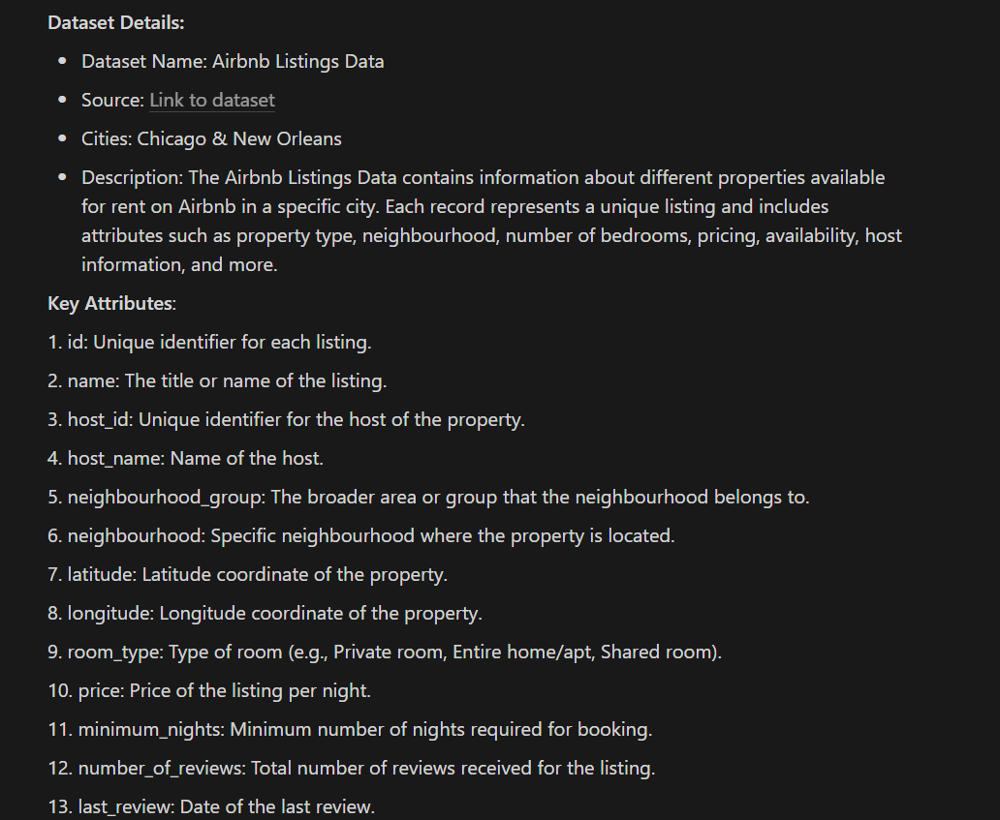 Dataset Details:
Dataset Name: Airbnb Listings Data
Source: Link to dataset
Cities: Chicago & New Orleans
Description: The Airbnb Listings Data contains information about different properties available
for rent on Airbnb in a specific city. Each record represents a unique listing and includes
attributes such as property type, neighbourhood, number of bedrooms, pricing, availability, host
information, and more.
Key Attributes:
1. id: Unique identifier for each listing.
2. name: The title or name of the listing.
3. host_id: Unique identifier for the host of the property.
4. host_name: Name of the host.
5. neighbourhood_group: The broader area or group that the neighbourhood belongs to.
6. neighbourhood: Specific neighbourhood where the property is located.
7. latitude: Latitude coordinate of the property.
8. longitude: Longitude coordinate of the property.
9. room_type: Type of room (e.g., Private room, Entire home/apt, Shared room).
10. price: Price of the listing per night.
11. minimum_nights: Minimum number of nights required for booking.
12. number_of_reviews: Total number of reviews received for the listing.
13. last_review: Date of the last review.